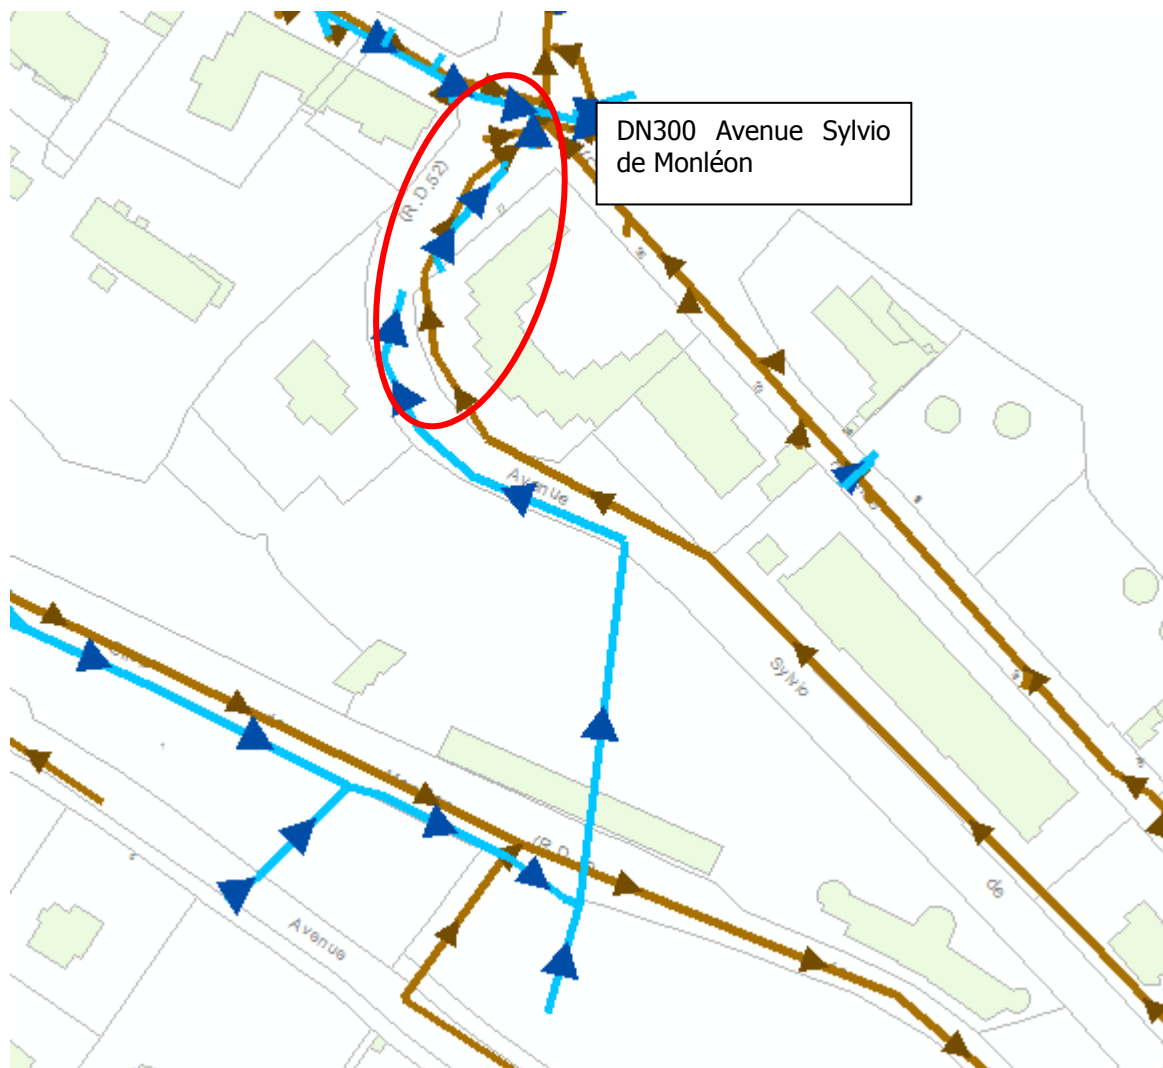 DN300 Avenue Sylvio
de Monléon
(R.D.52)
Avenue
Sylvio
(R.D.
de
Avenue